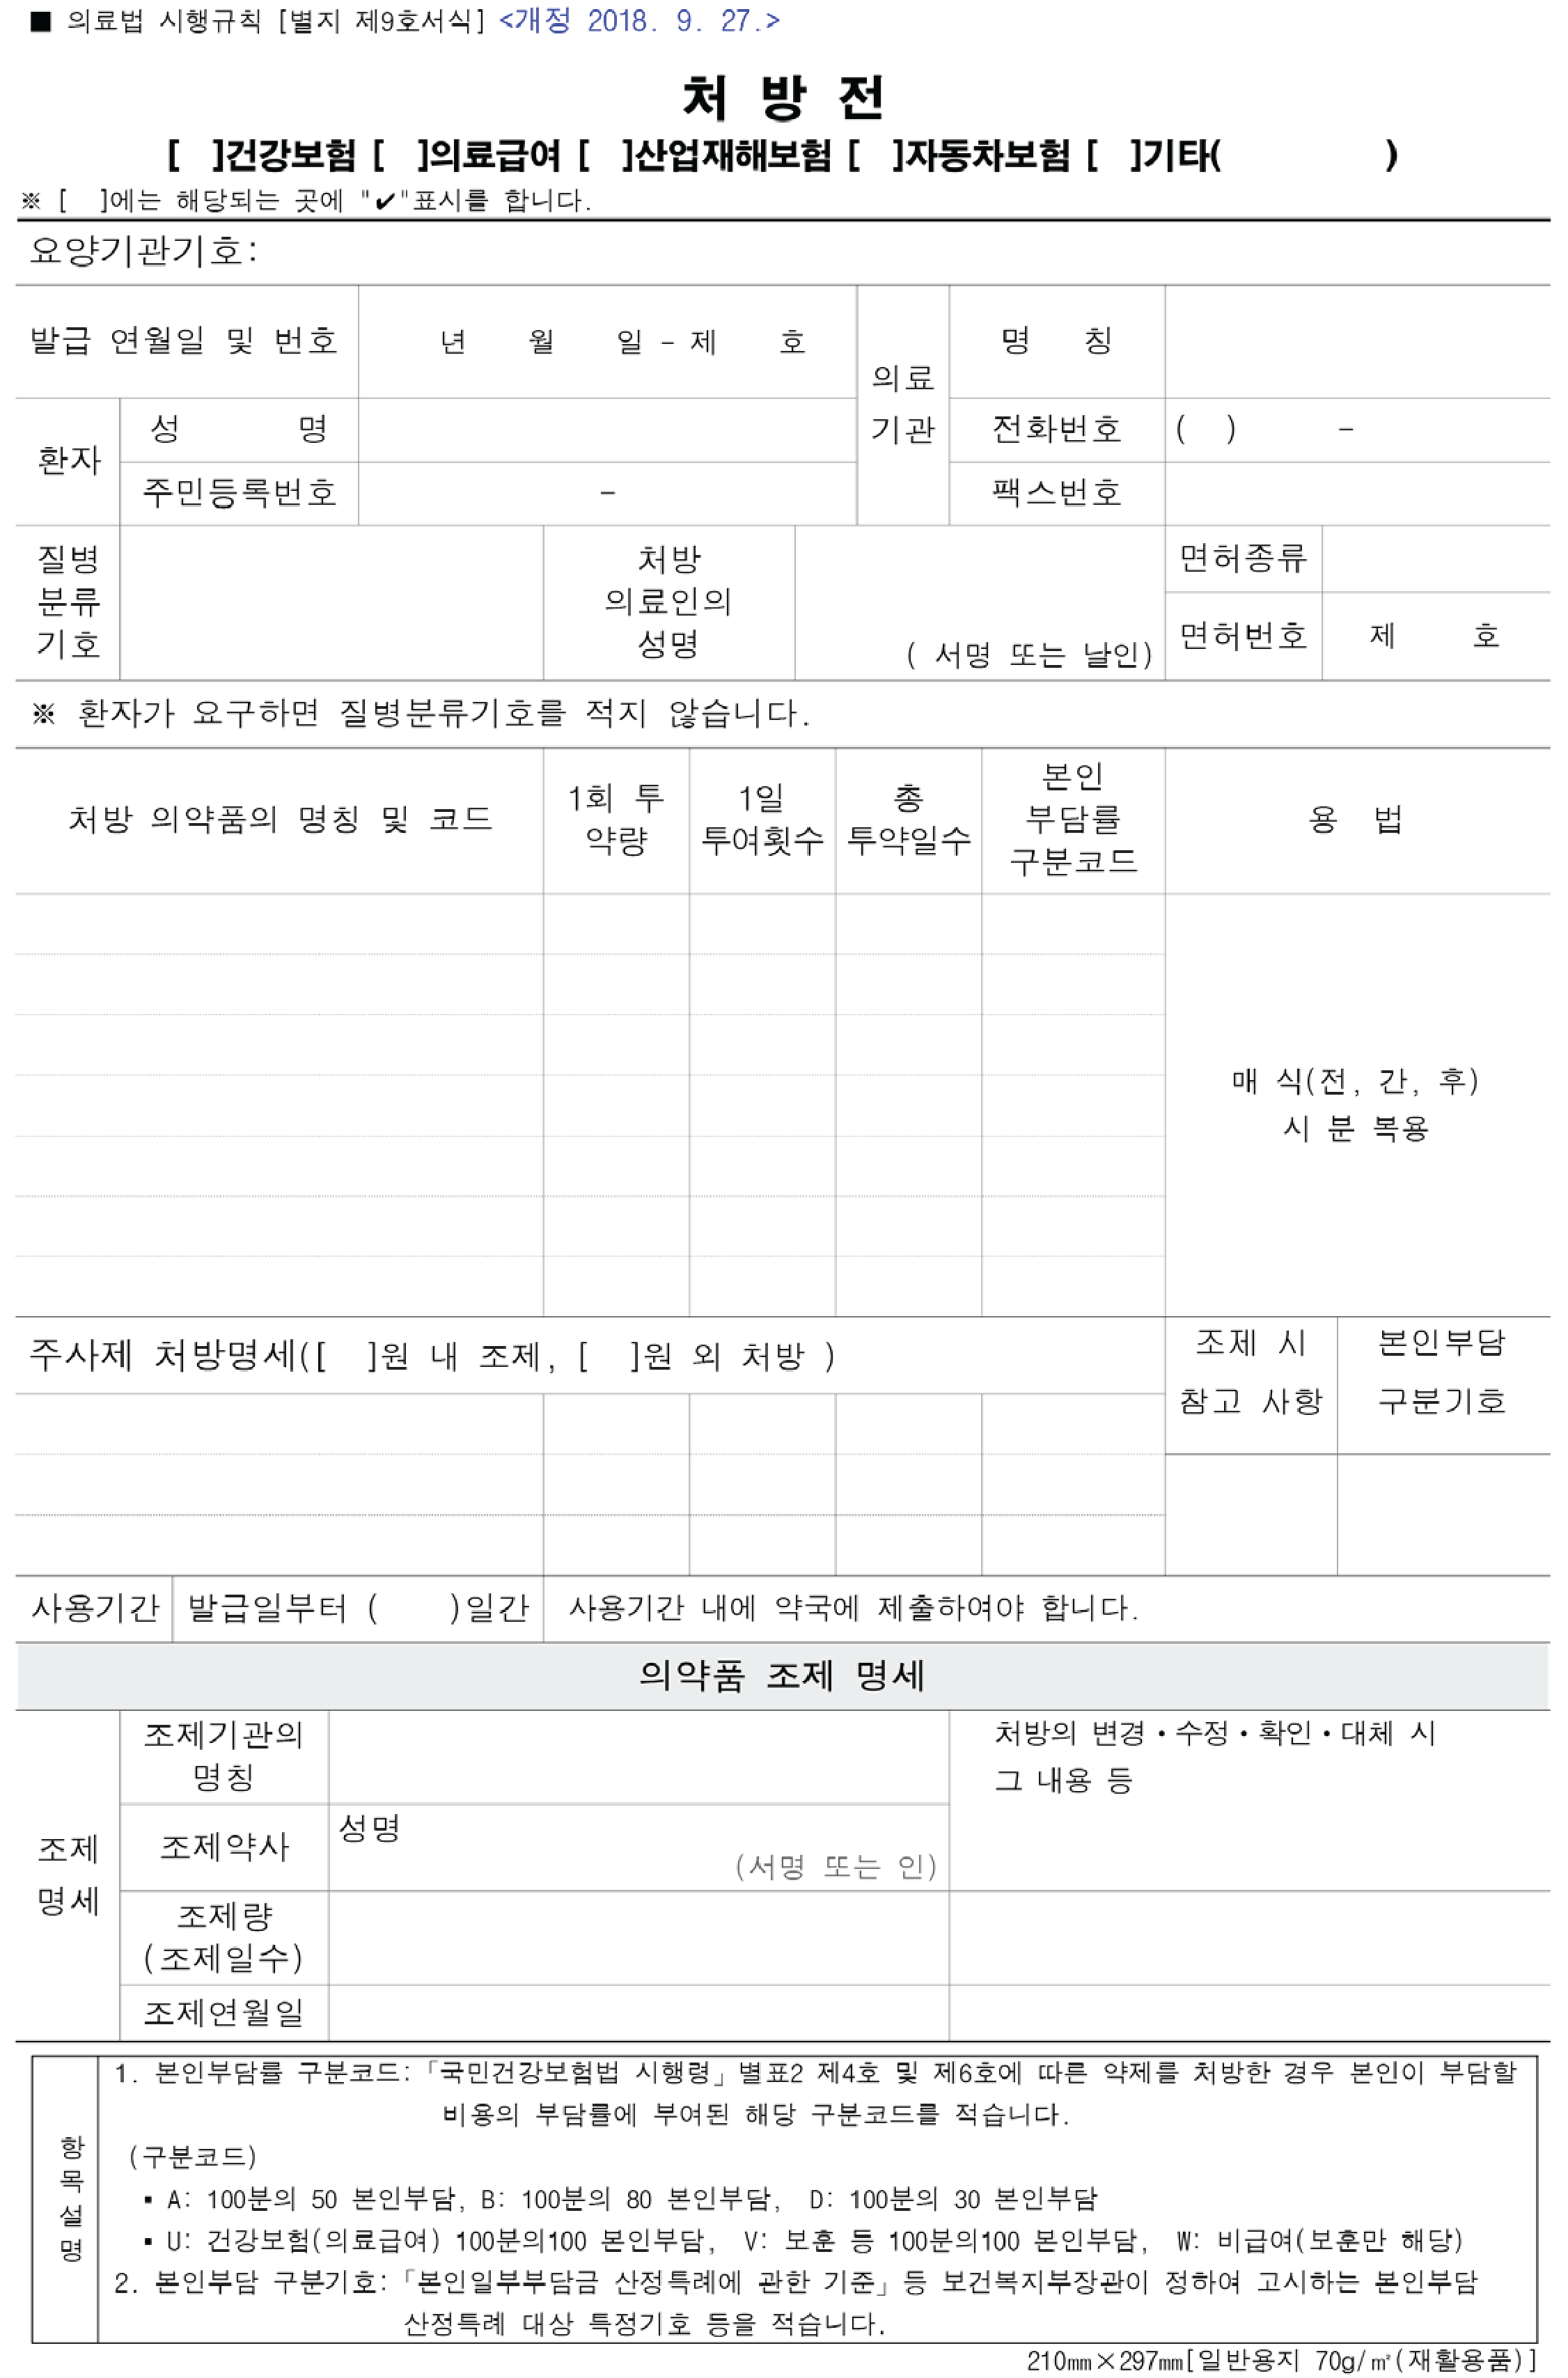 ■ 의료법 시행규칙 [별지 제9호서식] <개정 2018. 9. 27.>
처 방 전
[ ]건강보험 [ ]의료급여 [ ]산업재해보험 [ ]자동차보험 [ ]기타( )
※ [ ]에는 해당되는 곳에 "✔"표시를 합니다.
요양기관기호:
발급 연월일 및 번호
년 월 일 - 제 호
의료
기관
명 칭
환자
성 명
전화번호
( ) -
주민등록번호
-
팩스번호
질병
분류
기호
처방
의료인의
성명
( 서명 또는 날인)
면허종류
면허번호
제 호
※ 환자가 요구하면 질병분류기호를 적지 않습니다.
처방 의약품의 명칭 및 코드
1회 투
약량
1일
투여횟수
총
투약일수
본인
부담률
구분코드
용 법
매 식(전, 간, 후)
시 분 복용
주사제 처방명세([ ]원 내 조제, [ ]원 외 처방 )
조제 시
참고 사항
본인부담
구분기호
사용기간
발급일부터 ( )일간
사용기간 내에 약국에 제출하여야 합니다.
의약품 조제 명세
조제
명세
조제기관의
명칭
처방의 변경・수정・확인・대체 시
그 내용 등
조제약사
성명
(서명 또는 인)
조제량
(조제일수)
조제연월일
항
목
설
명
1. 본인부담률 구분코드:「국민건강보험법 시행령」별표2 제4호 및 제6호에 따른 약제를 처방한 경우 본인이 부담할
비용의 부담률에 부여된 해당 구분코드를 적습니다.
(구분코드)
▪ A: 100분의 50 본인부담, B: 100분의 80 본인부담, D: 100분의 30 본인부담
▪ U: 건강보험(의료급여) 100분의100 본인부담, V: 보훈 등 100분의100 본인부담, W: 비급여(보훈만 해당)
2. 본인부담 구분기호:「본인일부부담금 산정특례에 관한 기준」등 보건복지부장관이 정하여 고시하는 본인부담
산정특례 대상 특정기호 등을 적습니다.
210㎜×297㎜[일반용지 70g/㎡(재활용품)]